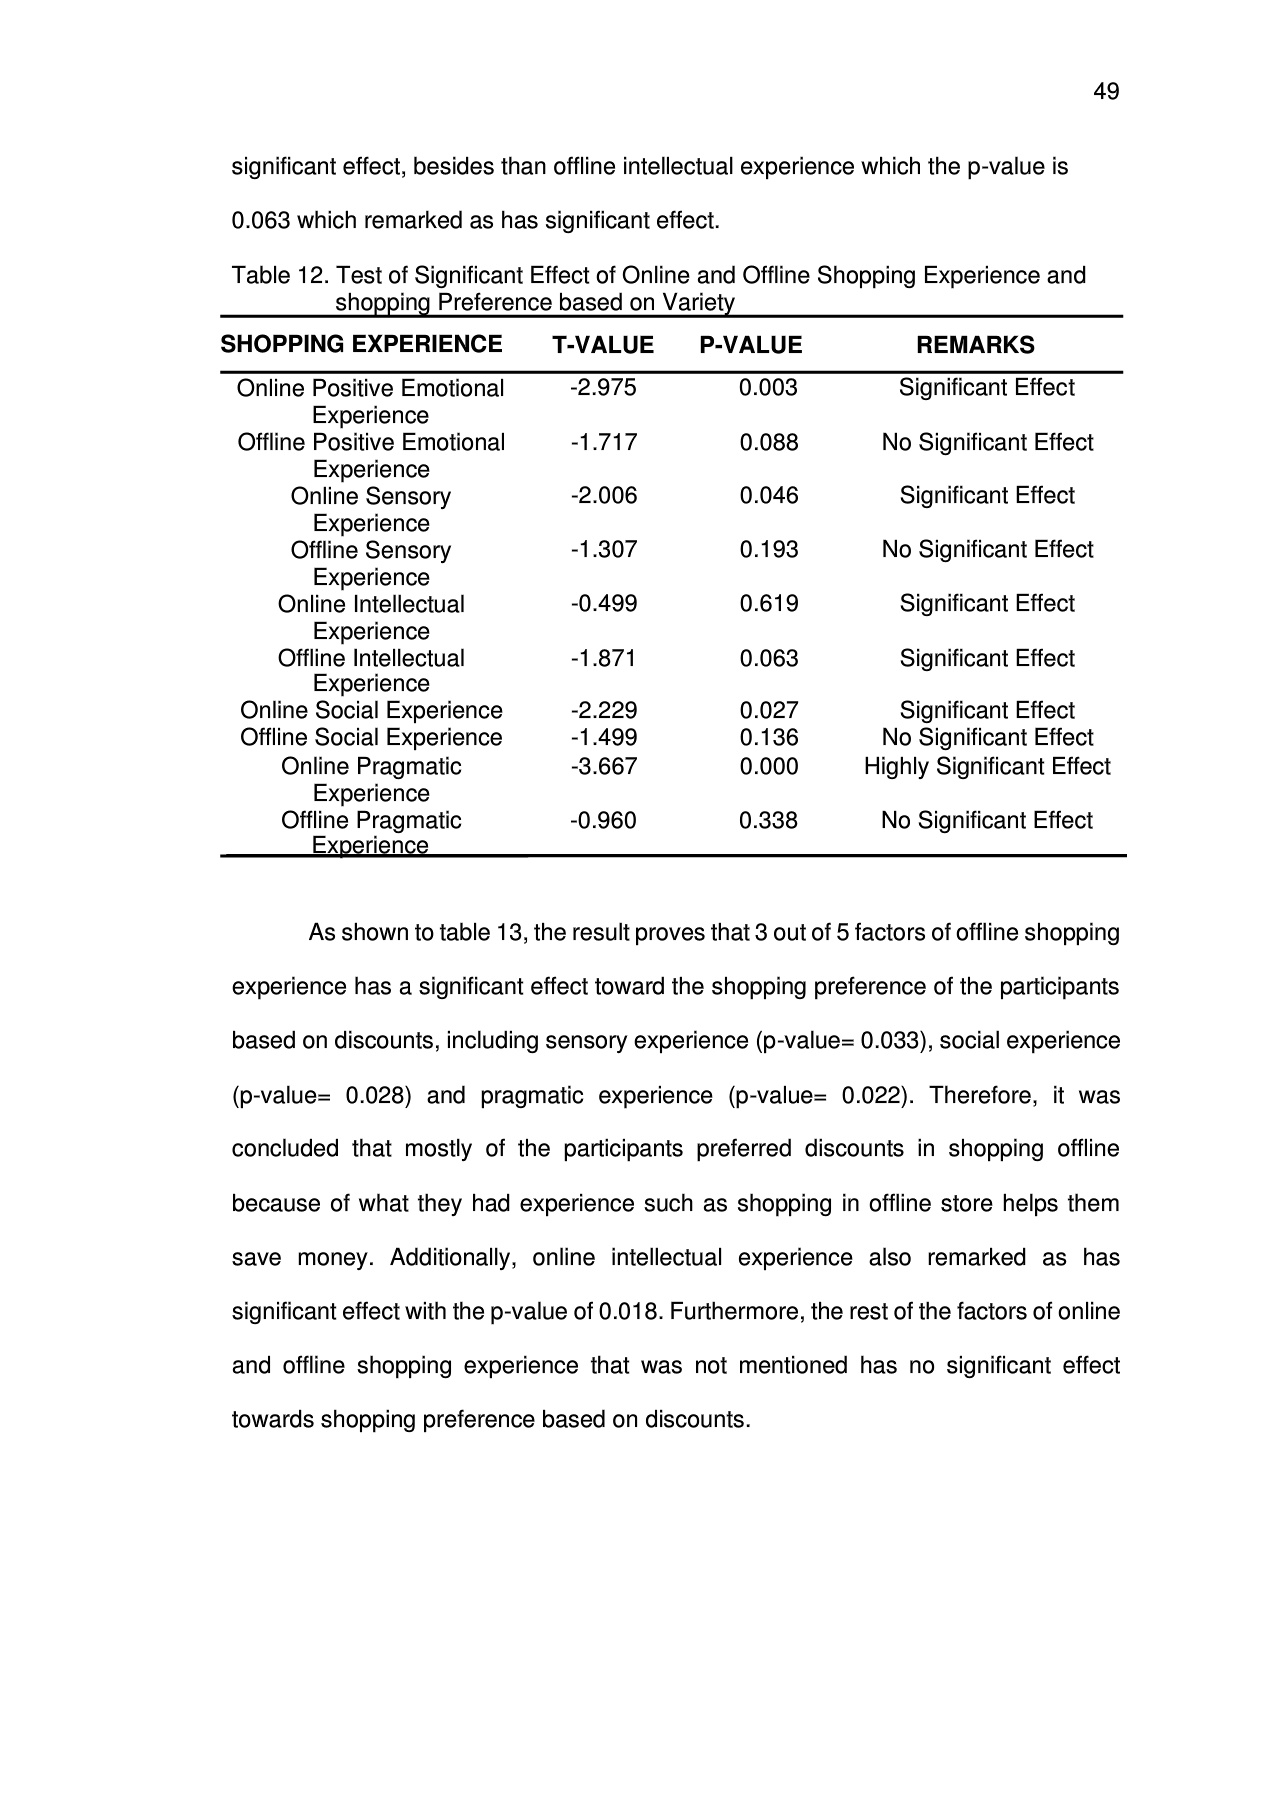 49
significant effect, besides than offline intellectual experience which the p-value is
0.063 which remarked as has significant effect.
Table 12. Test of Significant Effect of Online and Offline Shopping Experience and
shopping Preference based on Variety
SHOPPING EXPERIENCE T-VALUE P-VALUE REMARKS
Online Positive Emotional -2.975 0.003 Significant Effect
Experience
Offline Positive Emotional -1.717 0.088 No Significant Effect
Experience
Online Sensory -2.006 0.046 Significant Effect
Experience
Offline Sensory -1.307 0.193 No Significant Effect
Experience
Online Intellectual -0.499 0.619 Significant Effect
Experience
Offline Intellectual -1.871 0.063 Significant Effect
Experience
Online Social Experience -2.229 0.027 Significant Effect
Offline Social Experience -1.499 0.136 No Significant Effect
Online Pragmatic -3.667 0.000 Highly Significant Effect
Experience
Offline Pragmatic -0.960 0.338 No Significant Effect
Experience
As shown to table 13, the result proves that 3 out of 5 factors of offline shopping
experience has a significant effect toward the shopping preference of the participants
based on discounts, including sensory experience (p-value= 0.033), social experience
(p-value= 0.028) and pragmatic experience (p-value= 0.022). Therefore, it was
concluded that mostly of the participants preferred discounts in shopping offline
because of what they had experience such as shopping in offline store helps them
save money. Additionally, online intellectual experience also remarked as has
significant effect with the p-value of 0.018. Furthermore, the rest of the factors of online
and offline shopping experience that was not mentioned has no significant effect
towards shopping preference based on discounts.